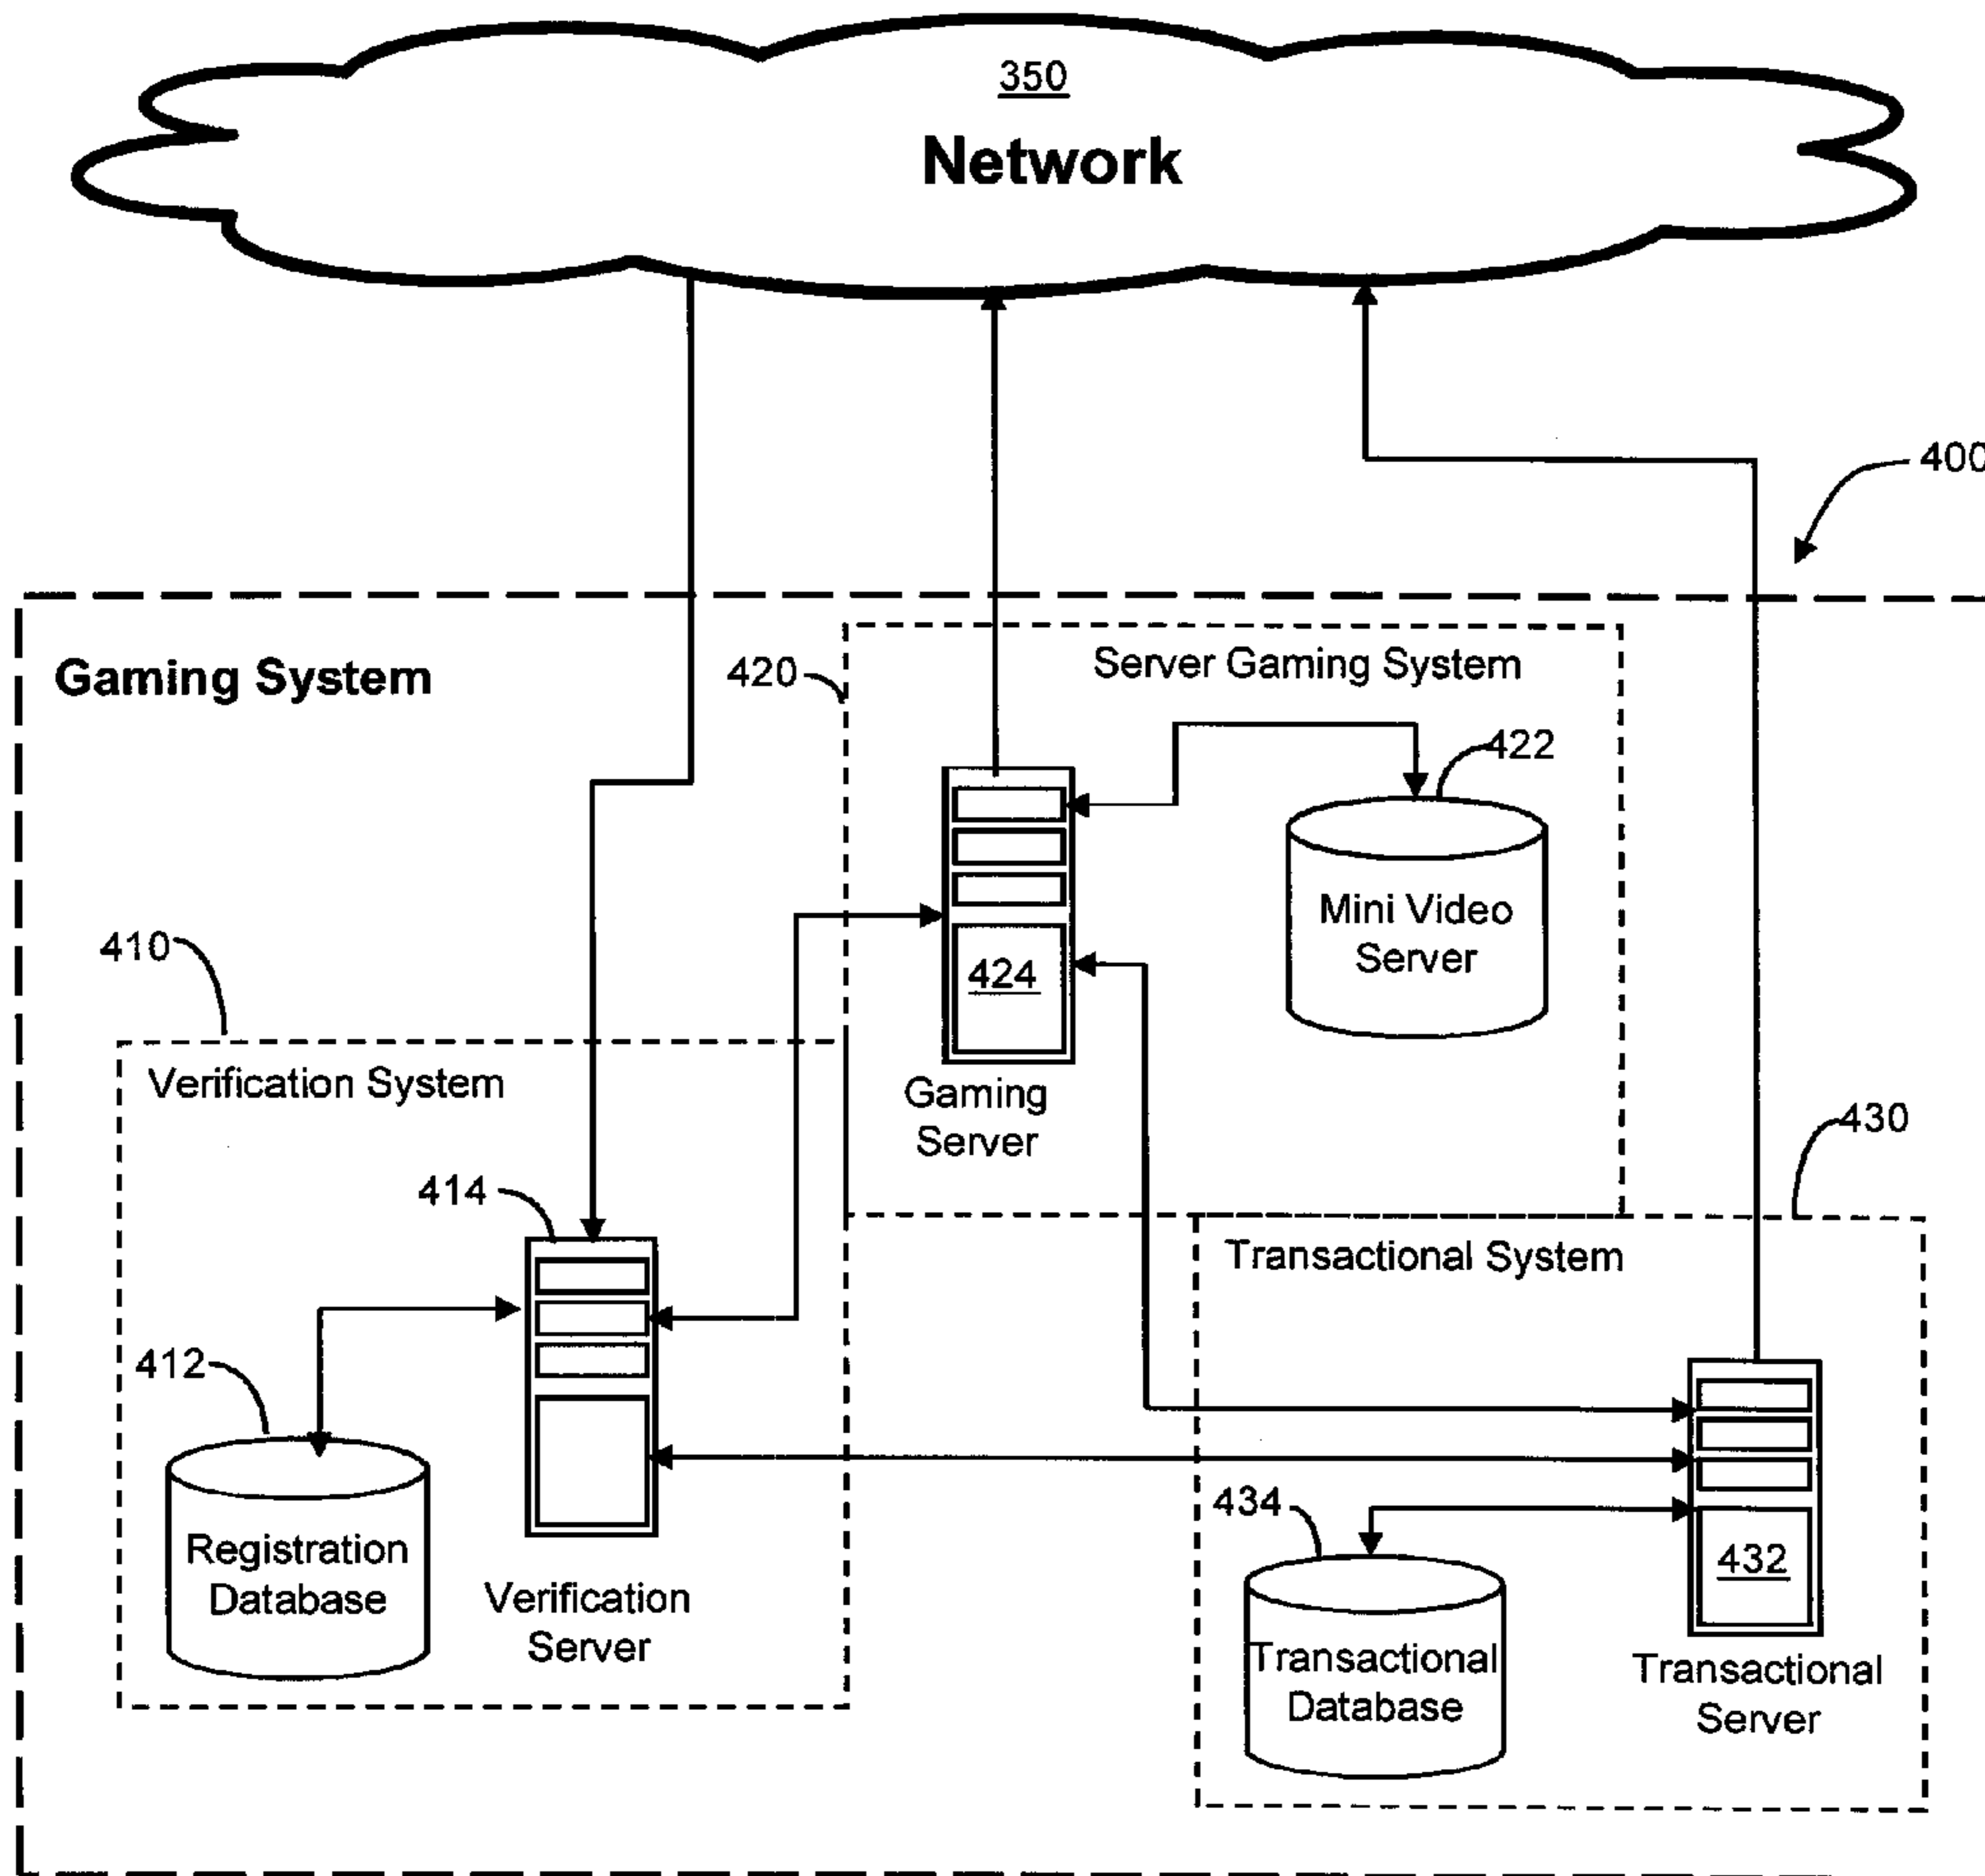 350
Network
400
Gaming System
420
Server Gaming System
422
Mini Video
Server
424
Gaming
Server
410
Verification System
414
412
Registration
Database
Verification
Server
430
Transactional System
434
432
Transactional
Database
Transactional
Server